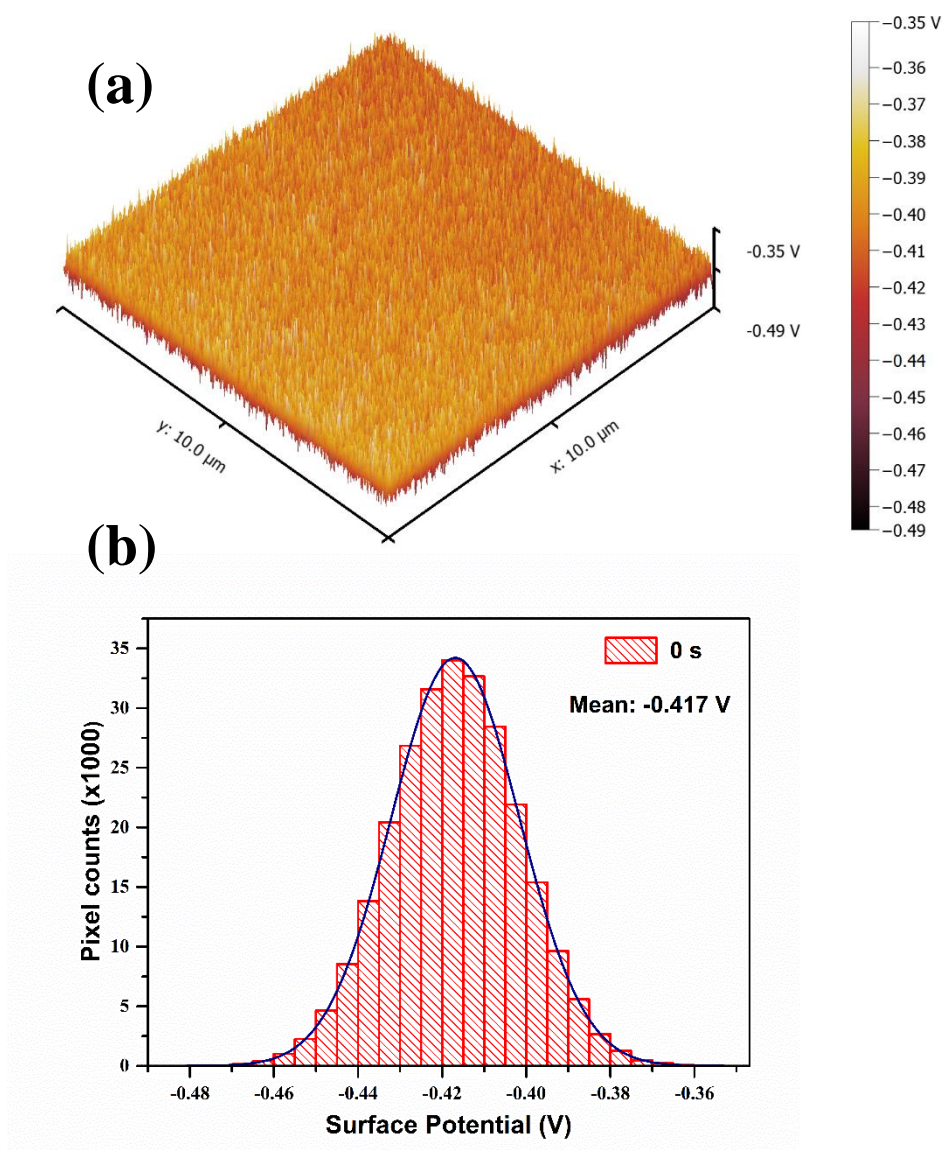 (a)
−0.35 V
−0.36
−0.37
−0.38
−0.39
−0.40
−0.41
−0.42
−0.43
−0.44
−0.45
−0.46
−0.47
−0.48
−0.49
-0.35 V
-0.49 V
y: 10.0 µm
x: 10.0 µm
(b)
0 s
Mean: -0.417 V
Pixel counts (x1000)
35
30
25
20
15
10
5
0
-0.48 -0.46 -0.44 -0.42 -0.40 -0.38 -0.36
Surface Potential (V)